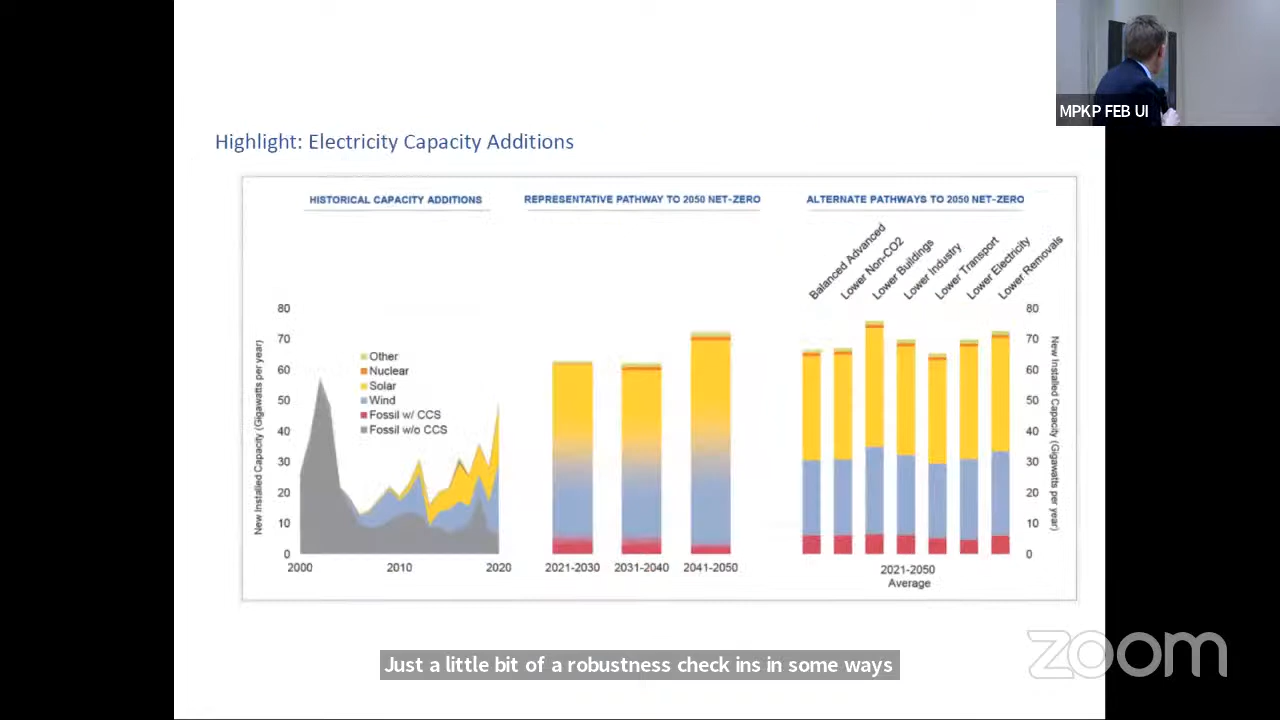 MPKP FEB UI
Highlight: Electricity Capacity Additions
HISTORICAL CAPACITY ADDITIONS
REPRESENTATIVE PATHWAY TO 2050 NET-ZERO
ALTERNATE PATHWAYS TO 2050 NET-ZERO
Balanced Advanced
Lower Non-CO2
Lower Buildings
Lower Industry
Lower Transport
Lower Electricity
Lower Removals
New Installed Capacity (Gigawatts per year)
80
70
60
50
40
30
20
10
0
Other
Nuclear
Solar
Wind
Fossil w/ CCS
Fossil w/o CCS
2000
2010
2020
2021-2030
2031-2040
2041-2050
2021-2050
Average
80
70
60
50
40
30
20
10
0
New Installed Capacity (Gigawatts per year)
Just a little bit of a robustness check ins in some ways
zoom